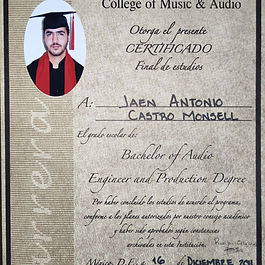 College of Music & Audio
Otorga el presente
CERTIFICADO
Final de estudios
A: JAEN ANTONIO
CASTRO MONSELL
El grado escolar de:
Bachelor of Audio
Engineer and Production Degree
Por haber concluido los estudios de acuerdo al programa,
conforme a los planes autorizados por nuestro consejo académico
y haber sido aprobados según constancias
archivadas en esta Institución.
México, D.F., a 16 de DICIEMBRE 2011